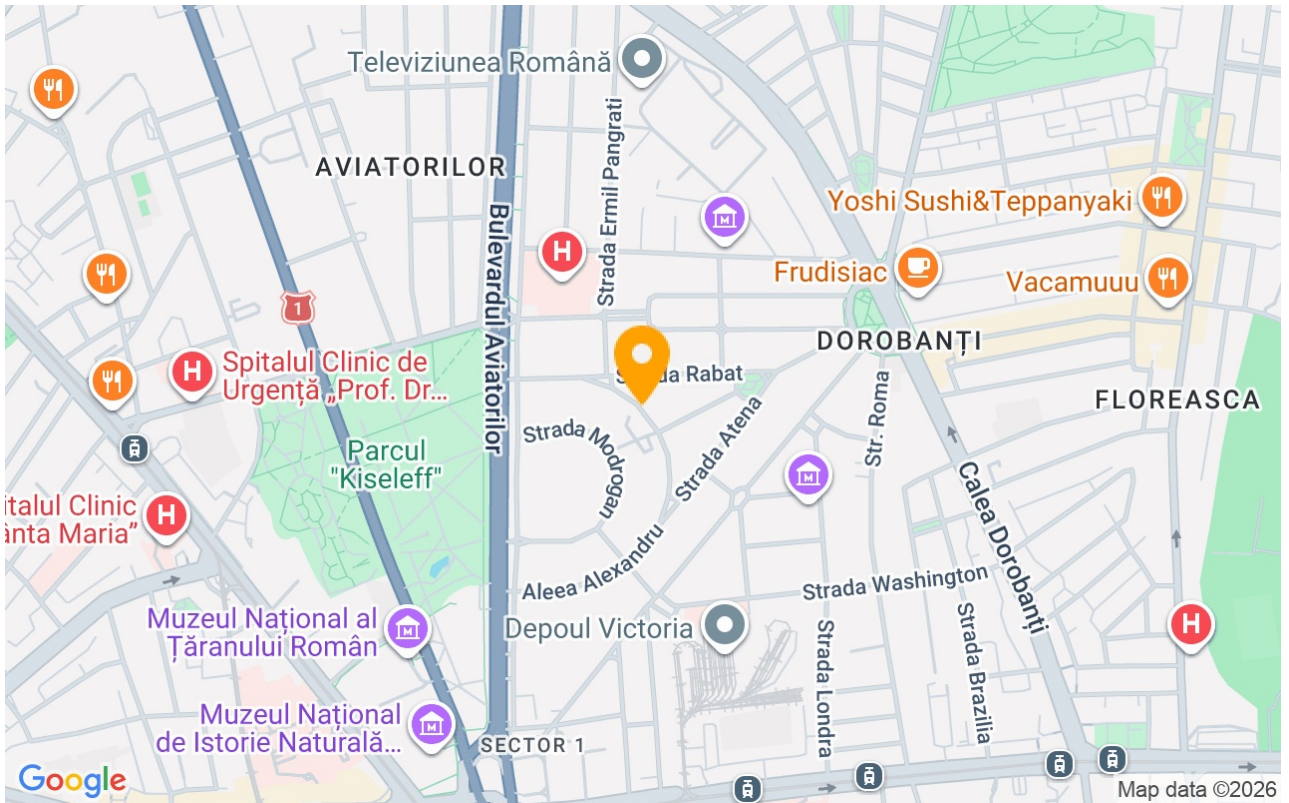 Televiziunea Română
AVIATORILOR
Strada Ermil Pangrati
Yoshi Sushi&Teppanyaki
Bulevardul Aviatorilor
H
Frudisiac
Vacamuuu
1
DOROBANȚI
H
Spitalul Clinic de
Urgență „Prof. Dr...
da Rabat
FLOREASCA
Str. Roma
Strada Modrogan
Strada Atena
Parcul
"Kiseleff"
italul Clinic
ânta Maria”
H
Calea Dorobanți
Aleea Alexandru
Strada Washington
Muzeul Național al
Țăranului Român
Depoul Victoria
H
Strada Londra
Strada Brazilia
Muzeul Național
de Istorie Naturală...
SECTOR 1
Google
Map data ©2026